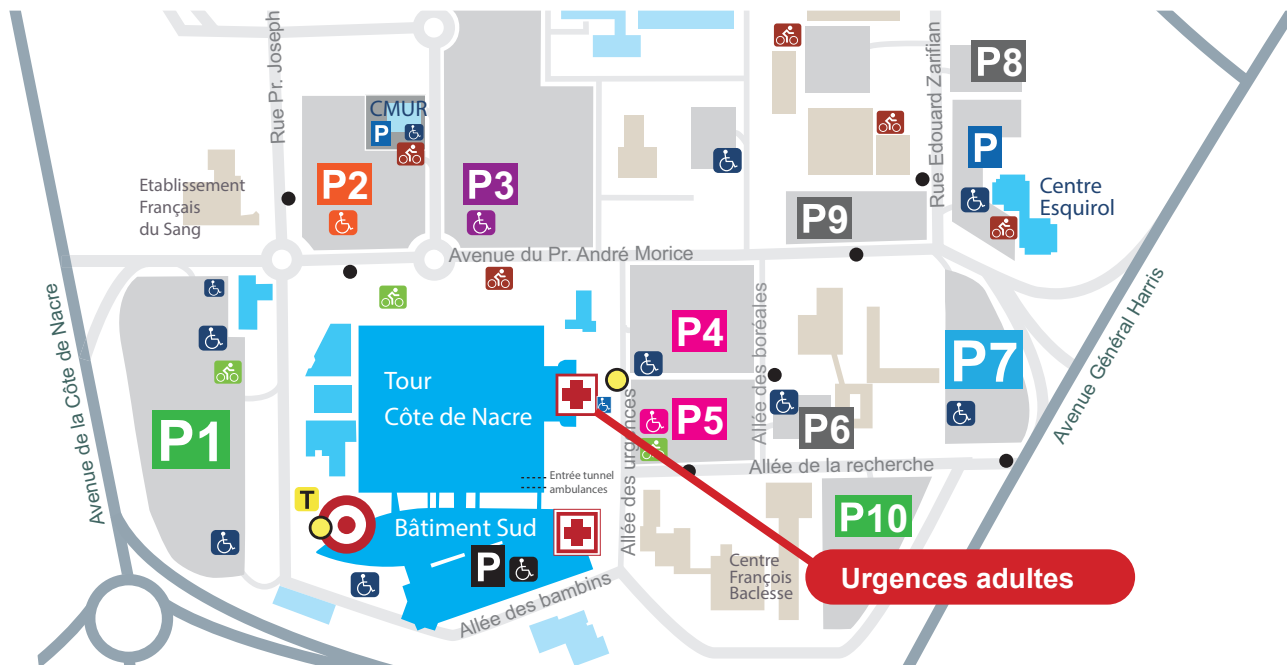 Rue Pr. Joseph
CMUR
P
P2
P3
Rue Edouard Zarifian
P8
P
Etablissement
Français
du Sang
Centre
Esquirol
P9
Avenue du Pr. André Morice
Avenue de la Côte de Nacre
Avenue Général Harris
P4
Allée des boréales
P7
Tour
Côte de Nacre
P1
P5
P6
Allée des urgences
Allée de la recherche
Entrée tunnel
ambulances
T
Bâtiment Sud
P
P10
Centre
François
Baclesse
Urgences adultes
Allée des bambins